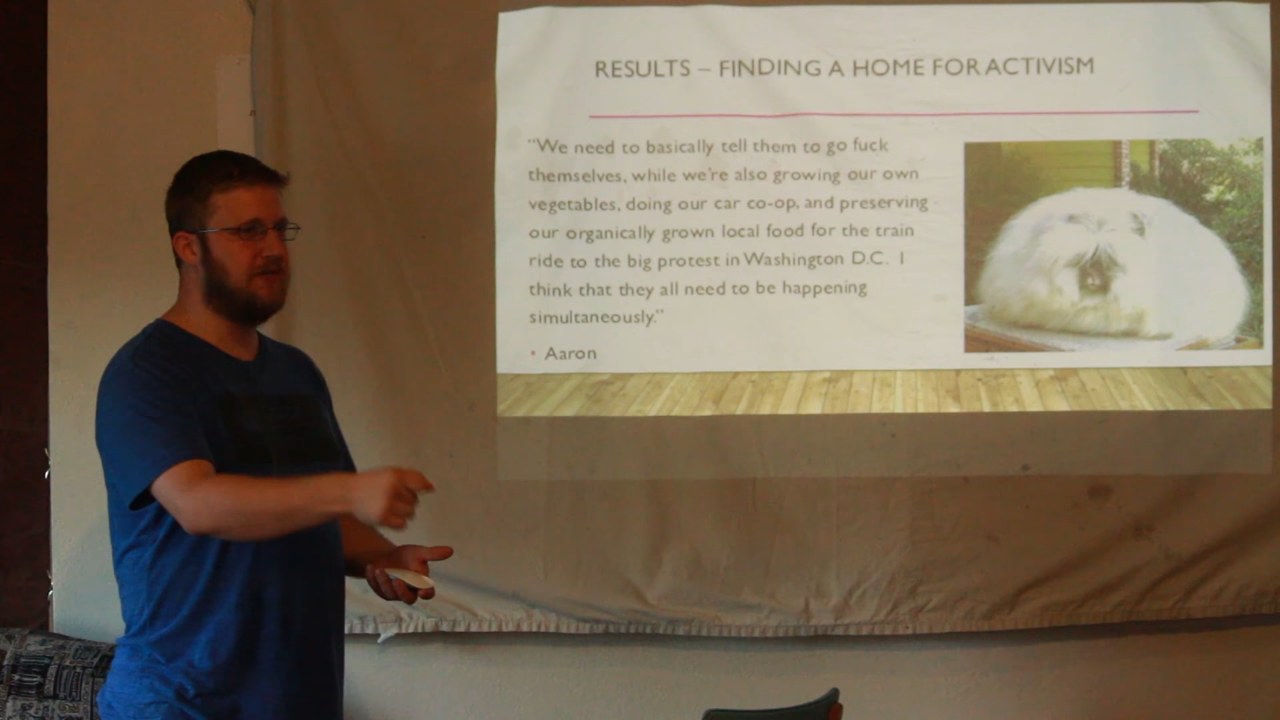 RESULTS – FINDING A HOME FOR ACTIVISM
“We need to basically tell them to go fuck
themselves, while we're also growing our own
vegetables, doing our car co-op, and preserving
our organically grown local food for the train
ride to the big protest in Washington D.C. I
think that they all need to be happening
simultaneously.”
• Aaron